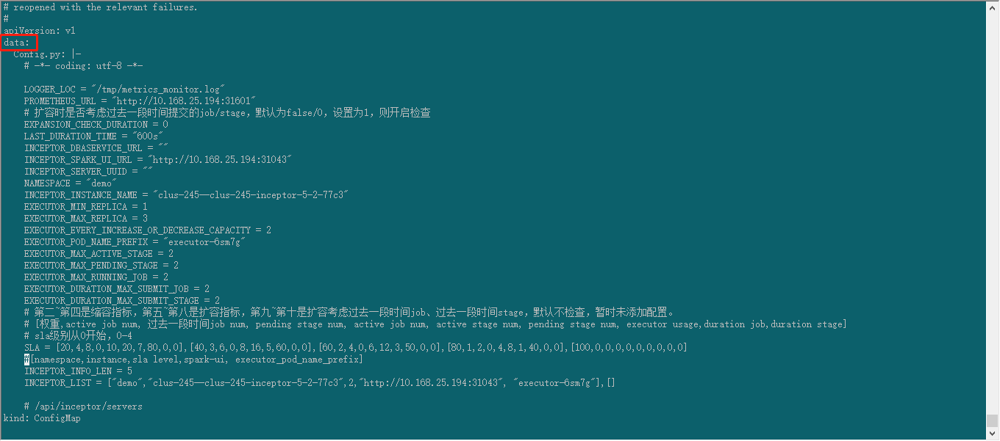 # reopened with the relevant failures.
#
apiVersion: v1
data:
  Config.py: |-
    # -*- coding: utf-8 -*-
    LOGGER_LOC = "/tmp/metrics_monitor.log"
    PROMETHEUS_URL = "http://10.168.25.194:31601"
    # 扩容时是否考虑过去一段时间提交的job/stage，默认为false/0，设置为1，则开启检查
    EXPANSION_CHECK_DURATION = 0
    LAST_DURATION_TIME = "600s"
    INCEPTOR_DBASERVICE_URL = ""
    INCEPTOR_SPARK_UI_URL = "http://10.168.25.194:31043"
    INCEPTOR_SERVER_UUID = ""
    NAMESPACE = "demo"
    INCEPTOR_INSTANCE_NAME = "clus-245--clus-245-inceptor-5-2-77c3"
    EXECUTOR_MIN_REPLICA = 1
    EXECUTOR_MAX_REPLICA = 3
    EXECUTOR_EVERY_INCREASE_OR_DECREASE_CAPACITY = 2
    EXECUTOR_POD_NAME_PREFIX = "executor-6sm7g"
    EXECUTOR_MAX_ACTIVE_STAGE = 2
    EXECUTOR_MAX_PENDING_STAGE = 2
    EXECUTOR_MAX_RUNNING_JOB = 2
    EXECUTOR_DURATION_MAX_SUBMIT_JOB = 2
    EXECUTOR_DURATION_MAX_SUBMIT_STAGE = 2
    # 第二~第四是缩容指标，第五~第八是扩容指标，第九~第十是扩容考虑过去一段时间job、过去一段时间stage，默认不检查，暂时未添加配置。
    # [权重,active job num, 过去一段时间job num, pending stage num, active job num, active stage num, pending stage num, executor usage,duration job,duration stage]
    # sla级别从0开始，0-4
    SLA = [20,4,8,0,10,20,7,80,0,0],[40,3,6,0,8,16,5,60,0,0],[60,2,4,0,6,12,3,50,0,0],[80,1,2,0,4,8,1,40,0,0],[100,0,0,0,0,0,0,0,0,0]
    #[namespace,instance,sla level,spark-ui, executor_pod_name_prefix]
    INCEPTOR_INFO_LEN = 5
    INCEPTOR_LIST = ["demo","clus-245--clus-245-inceptor-5-2-77c3",2,"http://10.168.25.194:31043", "executor-6sm7g"],[]
    # /api/inceptor/servers
kind: ConfigMap